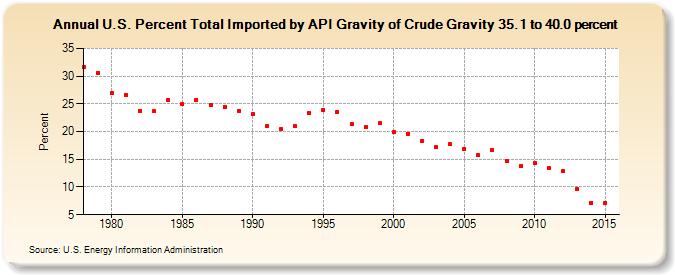 Annual U.S. Percent Total Imported by API Gravity of Crude Gravity 35.1 to 40.0 percent
Percent
35
30
25
20
15
10
5
1980 1985 1990 1995 2000 2005 2010 2015
Source: U.S. Energy Information Administration